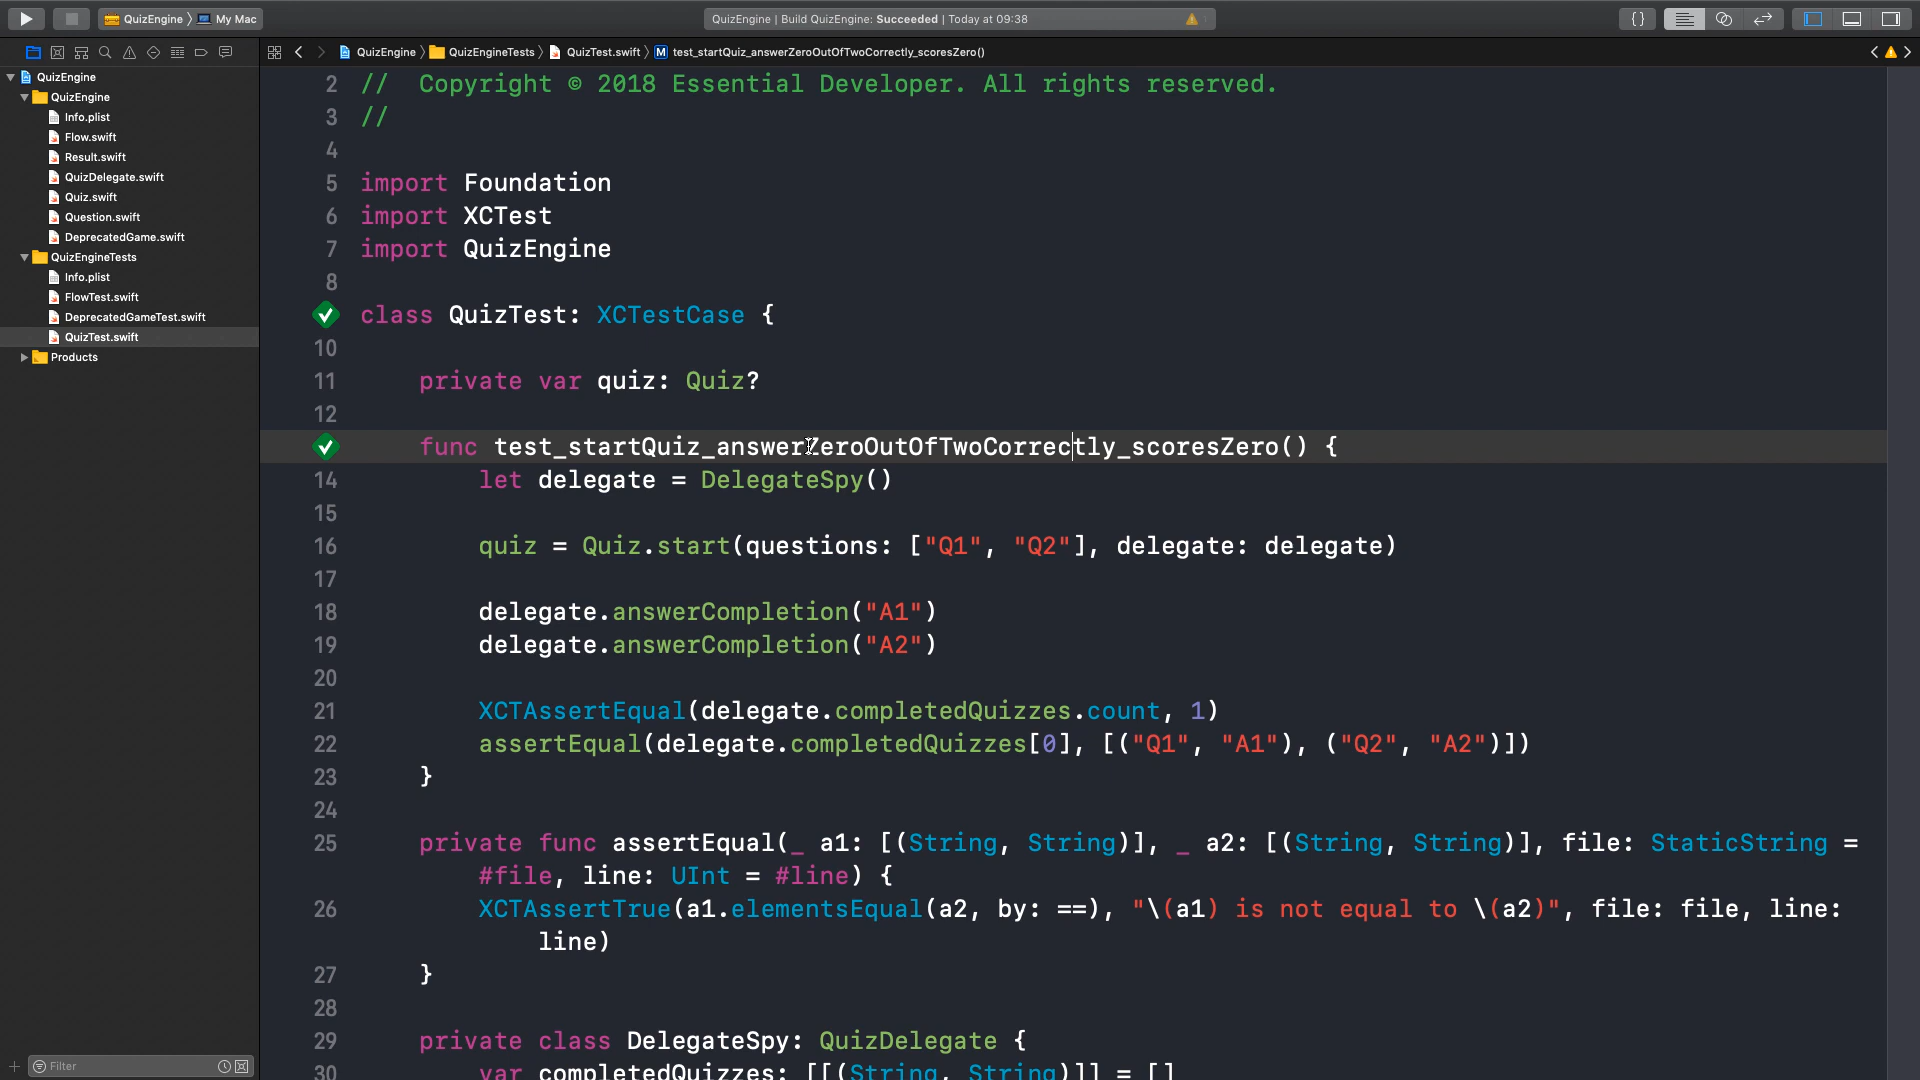 QuizEngine 〉 My Mac
QuizEngine | Build QuizEngine: Succeeded | Today at 09:38
{}
QuizEngine 〉 QuizEngineTests 〉 QuizTest.swift 〉 M test_startQuiz_answerZeroOutOfTwoCorrectly_scoresZero()
QuizEngine
QuizEngine
Info.plist
Flow.swift
Result.swift
QuizDelegate.swift
Quiz.swift
Question.swift
DeprecatedGame.swift
QuizEngineTests
Info.plist
FlowTest.swift
DeprecatedGameTest.swift
QuizTest.swift
Products
Filter
2 //  Copyright © 2018 Essential Developer. All rights reserved.
3 //
4
5 import Foundation
6 import XCTest
7 import QuizEngine
8
class QuizTest: XCTestCase {
10
11     private var quiz: Quiz?
12
func test_startQuiz_answerZeroOutOfTwoCorrectly_scoresZero() {
14         let delegate = DelegateSpy()
15
16         quiz = Quiz.start(questions: ["Q1", "Q2"], delegate: delegate)
17
18         delegate.answerCompletion("A1")
19         delegate.answerCompletion("A2")
20
21         XCTAssertEqual(delegate.completedQuizzes.count, 1)
22         assertEqual(delegate.completedQuizzes[0], [("Q1", "A1"), ("Q2", "A2")])
23     }
24
25     private func assertEqual(_ a1: [(String, String)], _ a2: [(String, String)], file: StaticString =
#file, line: UInt = #line) {
26         XCTAssertTrue(a1.elementsEqual(a2, by: ==), "\(a1) is not equal to \(a2)", file: file, line:
line)
27     }
28
29     private class DelegateSpy: QuizDelegate {
30         var completedQuizzes: [[(String, String)]] = []